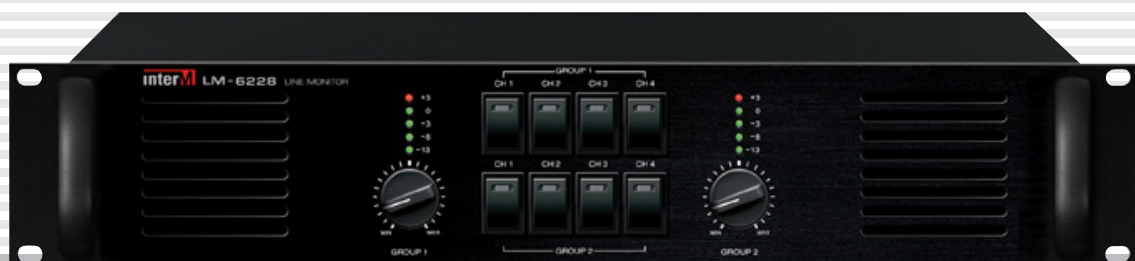 interM LM-6228 LINE MONITOR
GROUP 1
CH 1 CH 2 CH 3 CH 4
+3 +3
0 0
-3 -3
-8 -8
-13 -13
CH 1 CH 2 CH 3 CH 4
MIN MAX MIN MAX
GROUP 1 GROUP 2 GROUP 2